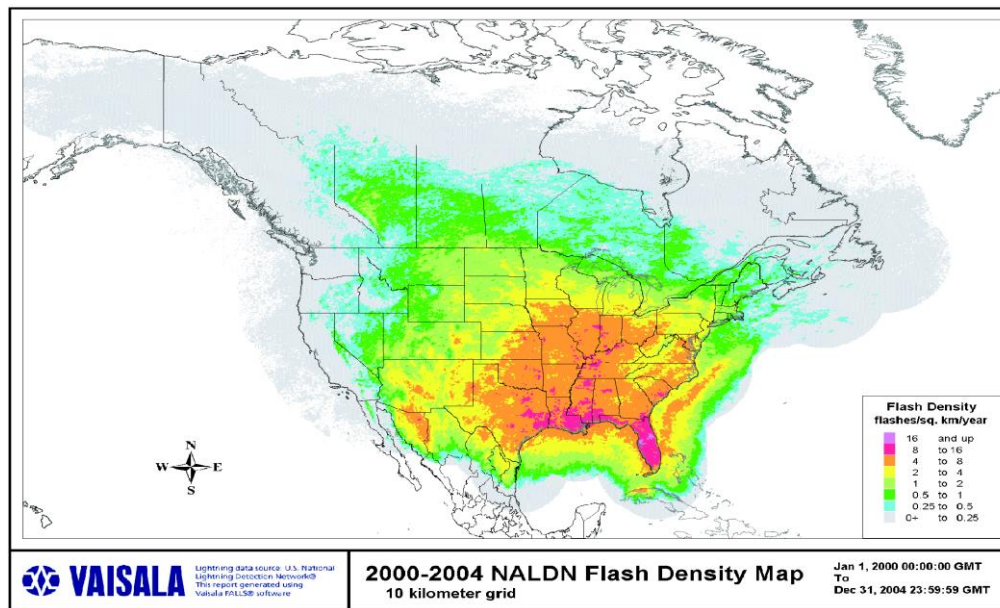 N
W E
S
Flash Density
flashes/sq. km/year
16 and up
8 to 16
4 to 8
2 to 4
1 to 2
0.5 to 1
0.25 to 0.5
0+ to 0.25
VAISALA
Lightning data source: U.S. National
Lightning Detection Network®
This report generated using
Vaisala FALLS® software
2000-2004 NALDN Flash Density Map
10 kilometer grid
Jan 1, 2000 00:00:00 GMT
To
Dec 31, 2004 23:59:59 GMT